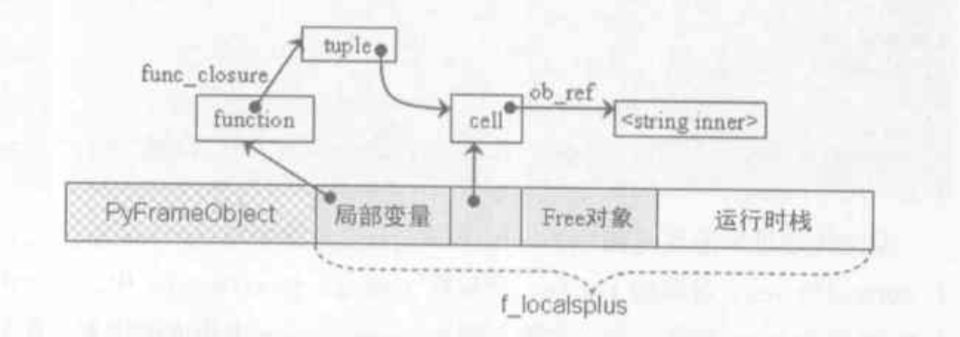 tuple
func_closure
function
cell
ob_ref
<string inner>
PyFrameObject
局部变量
Free对象
运行时栈
f_localsplus